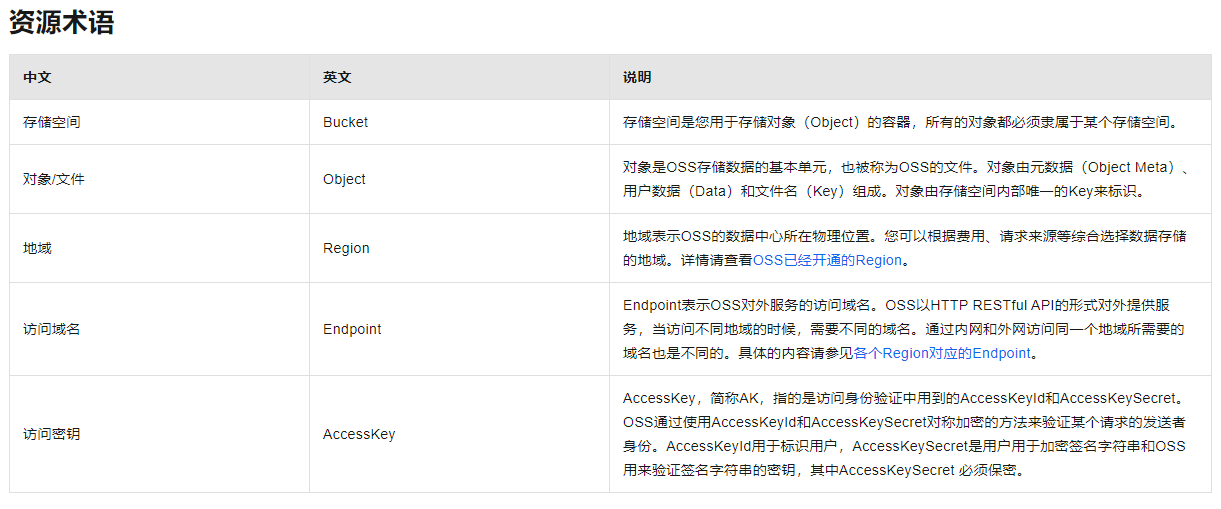 资源术语
中文 英文 说明
存储空间 Bucket 存储空间是您用于存储对象（Object）的容器，所有的对象都必须隶属于某个存储空间。
对象/文件 Object 对象是OSS存储数据的基本单元，也被称为OSS的文件。对象由元数据（Object Meta）、
用户数据（Data）和文件名（Key）组成。对象由存储空间内部唯一的Key来标识。
地域 Region 地域表示OSS的数据中心所在物理位置。您可以根据费用、请求来源等综合选择数据存储
的地域。详情请查看OSS已经开通的Region。
访问域名 Endpoint Endpoint表示OSS对外服务的访问域名。OSS以HTTP RESTful API的形式对外提供服
务，当访问不同地域的时候，需要不同的域名。通过内网和外网访问同一个地域所需要的
域名也是不同的。具体的内容请参见各个Region对应的Endpoint。
访问密钥 AccessKey AccessKey，简称AK，指的是访问身份验证中用到的AccessKeyId和AccessKeySecret。
OSS通过使用AccessKeyId和AccessKeySecret对称加密的方法来验证某个请求的发送者
身份。AccessKeyId用于标识用户，AccessKeySecret是用户用于加密签名字符串和OSS
用来验证签名字符串的密钥，其中AccessKeySecret 必须保密。